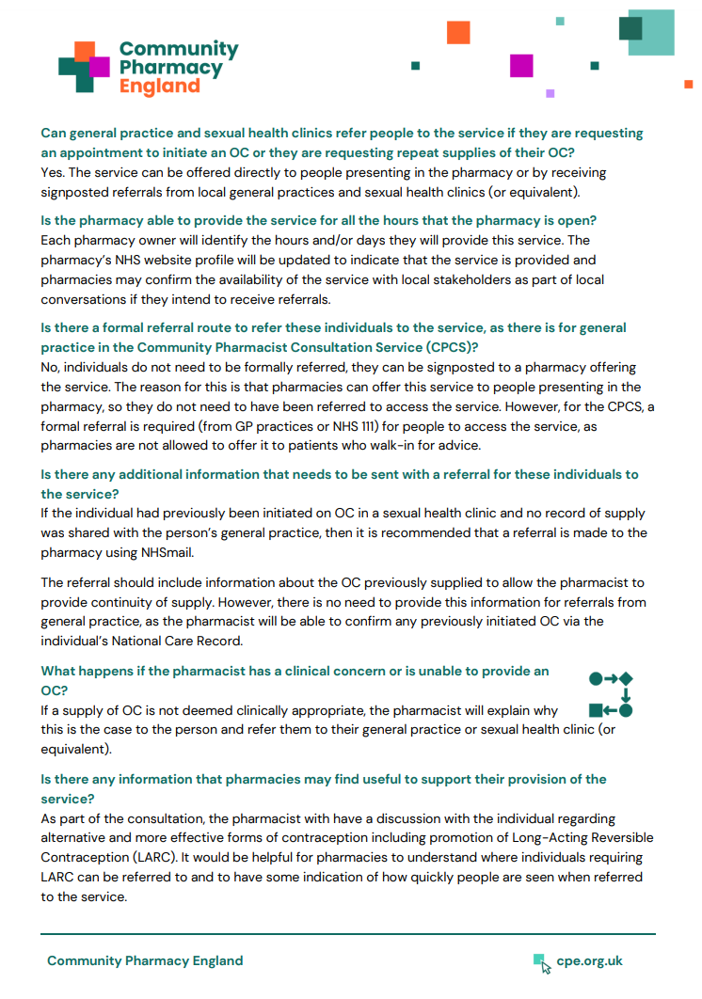 Community
Pharmacy
England
Can general practice and sexual health clinics refer people to the service if they are requesting
an appointment to initiate an OC or they are requesting repeat supplies of their OC?
Yes. The service can be offered directly to people presenting in the pharmacy or by receiving
signposted referrals from local general practices and sexual health clinics (or equivalent).
Is the pharmacy able to provide the service for all the hours that the pharmacy is open?
Each pharmacy owner will identify the hours and/or days they will provide this service. The
pharmacy's NHS website profile will be updated to indicate that the service is provided and
pharmacies may confirm the availability of the service with local stakeholders as part of local
conversations if they intend to receive referrals.
Is there a formal referral route to refer these individuals to the service, as there is for general
practice in the Community Pharmacist Consultation Service (CPCS)?
No, individuals do not need to be formally referred, they can be signposted to a pharmacy offering
the service. The reason for this is that pharmacies can offer this service to people presenting in the
pharmacy, so they do not need to have been referred to access the service. However, for the CPCS, a
formal referral is required (from GP practices or NHS 111) for people to access the service, as
pharmacies are not allowed to offer it to patients who walk-in for advice.
Is there any additional information that needs to be sent with a referral for these individuals to
the service?
If the individual had previously been initiated on OC in a sexual health clinic and no record of supply
was shared with the person's general practice, then it is recommended that a referral is made to the
pharmacy using NHSmail.
The referral should include information about the OC previously supplied to allow the pharmacist to
provide continuity of supply. However, there is no need to provide this information for referrals from
general practice, as the pharmacist will be able to confirm any previously initiated OC via the
individual's National Care Record.
What happens if the pharmacist has a clinical concern or is unable to provide an
OC?
If a supply of OC is not deemed clinically appropriate, the pharmacist will explain why
this is the case to the person and refer them to their general practice or sexual health clinic (or
equivalent).
Is there any information that pharmacies may find useful to support their provision of the
service?
As part of the consultation, the pharmacist with have a discussion with the individual regarding
alternative and more effective forms of contraception including promotion of Long-Acting Reversible
Contraception (LARC). It would be helpful for pharmacies to understand where individuals requiring
LARC can be referred to and to have some indication of how quickly people are seen when referred
to the service.
Community Pharmacy England
cpe.org.uk